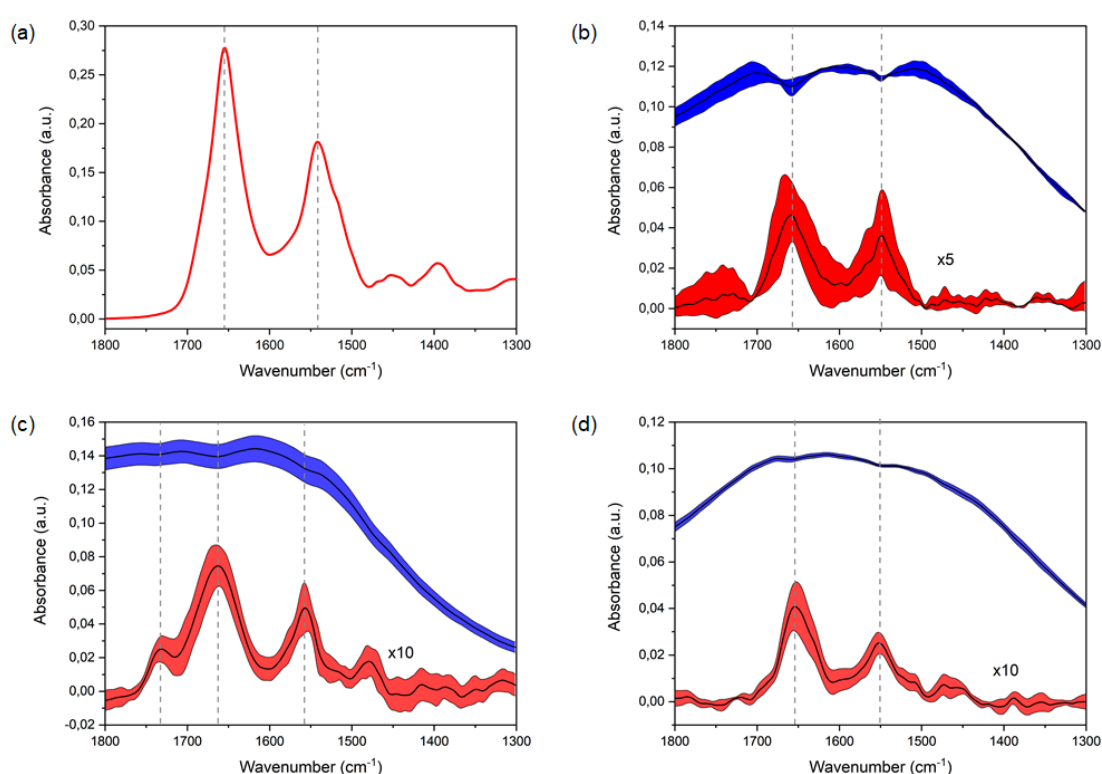 (a)
0,30
0,25
0,20
0,15
0,10
0,05
0,00
Absorbance (a.u.)
1800 1700 1600 1500 1400 1300
Wavenumber (cm⁻¹)
(b)
0,14
0,12
0,10
0,08
0,06
0,04
0,02
0,00
Absorbance (a.u.)
x5
1800 1700 1600 1500 1400 1300
Wavenumber (cm⁻¹)
(c)
0,16
0,14
0,12
0,10
0,08
0,06
0,04
0,02
0,00
-0,02
Absorbance (a.u.)
x10
1800 1700 1600 1500 1400 1300
Wavenumber (cm⁻¹)
(d)
0,12
0,10
0,08
0,06
0,04
0,02
0,00
Absorbance (a.u.)
x10
1800 1700 1600 1500 1400 1300
Wavenumber (cm⁻¹)